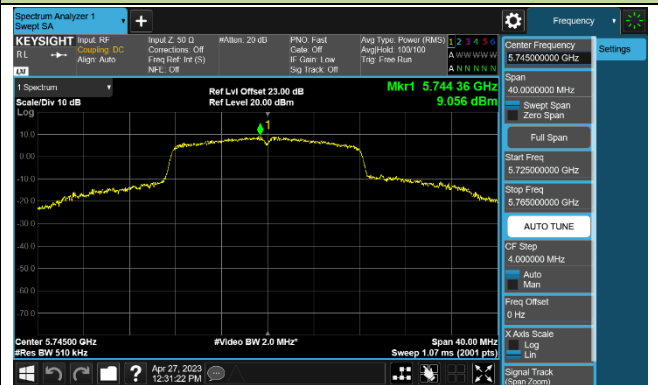 Spectrum Analyzer 1
Swept SA
Frequency
KEYSIGHT
Input: RF
Input Z: 50 Ω
#Atten: 20 dB
PNO: Fast
Avg Type: Power (RMS)
1 2 3 4 5 6
RL
Coupling: DC
Corrections: Off
Gate: Off
Avg|Hold: 100/100
A W W W W W
Align: Auto
Freq Ref: Int (S)
IF Gain: Low
Trig: Free Run
NFE: Off
Sig Track: Off
A N N N N N
LXI
1 Spectrum
Ref Lvl Offset 23.00 dB
Mkr1 5.744 36 GHz
Scale/Div 10 dB
Ref Level 20.00 dBm
9.056 dBm
Log
1
10.0
0.00
-10.0
-20.0
-30.0
-40.0
-50.0
-60.0
-70.0
Center 5.74500 GHz
#Video BW 2.0 MHz*
Span 40.00 MHz
#Res BW 510 kHz
Sweep 1.07 ms (2001 pts)
?
Apr 27, 2023
12:31:22 PM
Center Frequency
5.745000000 GHz
Settings
Span
40.0000000 MHz
Swept Span
Zero Span
Full Span
Start Freq
5.725000000 GHz
Stop Freq
5.765000000 GHz
AUTO TUNE
CF Step
4.000000 MHz
Auto
Man
Freq Offset
0 Hz
X Axis Scale
Log
Lin
Signal Track
(Span Zoom)